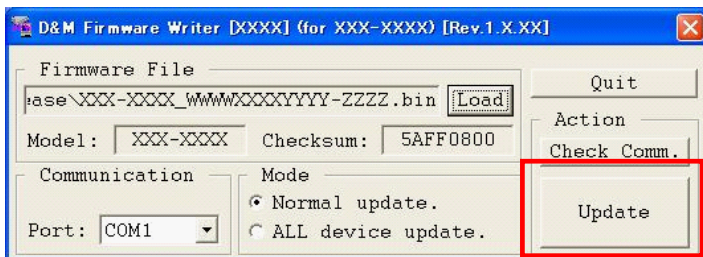 D&M Firmware Writer [XXXX] (for XXX-XXXX) [Rev.1.X.XX]
Firmware File
ase\XXX-XXXX_WWWWXXXXYYYY-ZZZZ.bin Load
Quit
Model: XXX-XXXX Checksum: 5AFF0800
Action
Check Comm.
Communication
Mode
Normal update.
Update
Port: COM1
ALL device update.